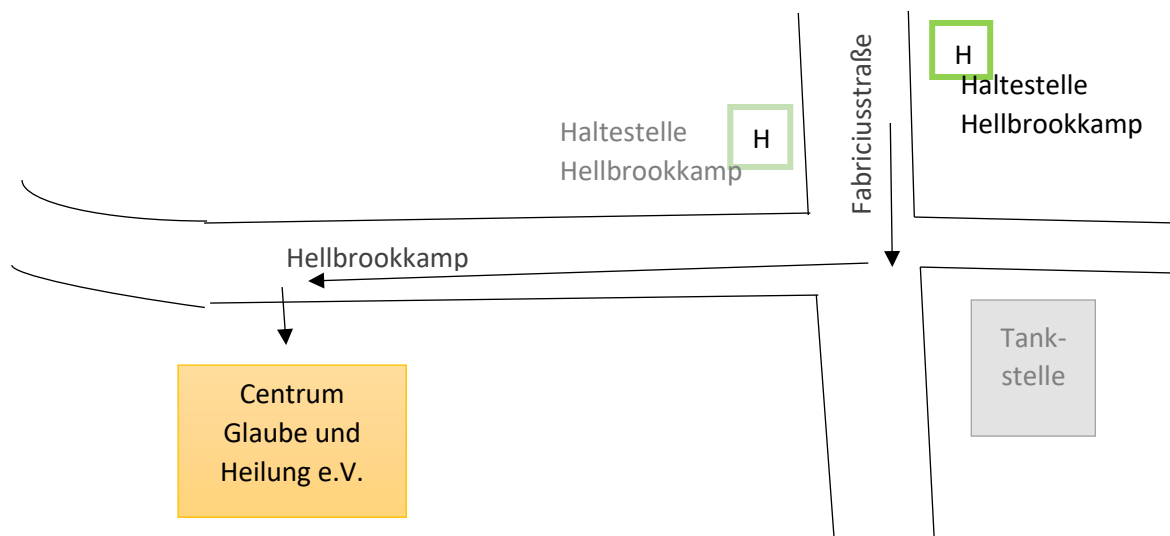 H
Haltestelle
Hellbrookkamp
Fabriciusstraße
H
Haltestelle
Hellbrookkamp
Hellbrookkamp
Tank-
stelle
Centrum
Glaube und
Heilung e.V.